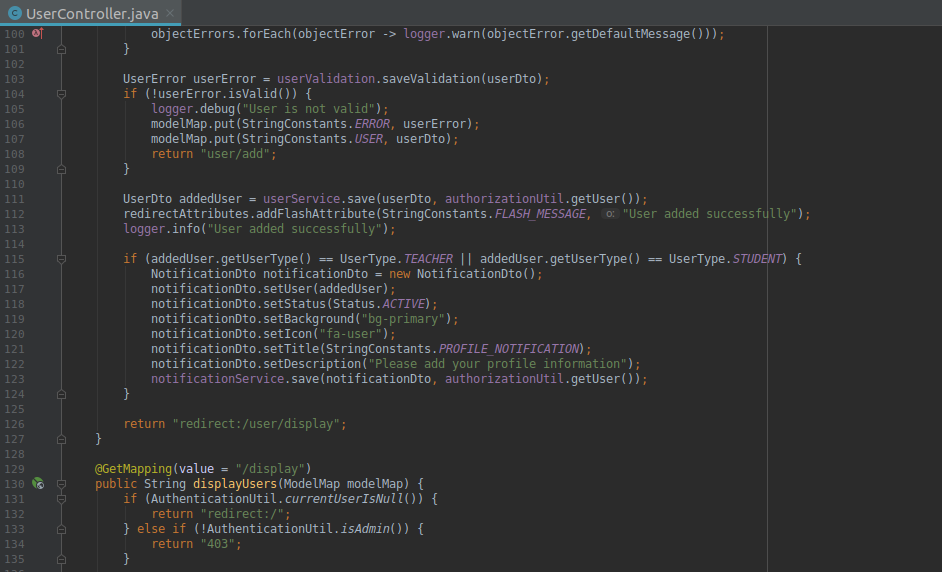 UserController.java
100 objectErrors.forEach(objectError -> logger.warn(objectError.getDefaultMessage()));
101 }
102
103 UserError userError = userValidation.saveValidation(userDto);
104 if (!userError.isValid()) {
105 logger.debug("User is not valid");
106 modelMap.put(StringConstants.ERROR, userError);
107 modelMap.put(StringConstants.USER, userDto);
108 return "user/add";
109 }
110
111 UserDto addedUser = userService.save(userDto, authorizationUtil.getUser());
112 redirectAttributes.addFlashAttribute(StringConstants.FLASH_MESSAGE, o: "User added successfully");
113 logger.info("User added successfully");
114
115 if (addedUser.getUserType() == UserType.TEACHER || addedUser.getUserType() == UserType.STUDENT) {
116 NotificationDto notificationDto = new NotificationDto();
117 notificationDto.setUser(addedUser);
118 notificationDto.setStatus(Status.ACTIVE);
119 notificationDto.setBackground("bg-primary");
120 notificationDto.setIcon("fa-user");
121 notificationDto.setTitle(StringConstants.PROFILE_NOTIFICATION);
122 notificationDto.setDescription("Please add your profile information");
123 notificationService.save(notificationDto, authorizationUtil.getUser());
124 }
125
126 return "redirect:/user/display";
127 }
128
129 @GetMapping(value = "/display")
130 public String displayUsers(ModelMap modelMap) {
131 if (AuthenticationUtil.currentUserIsNull()) {
132 return "redirect:/";
133 } else if (!AuthenticationUtil.isAdmin()) {
134 return "403";
135 }